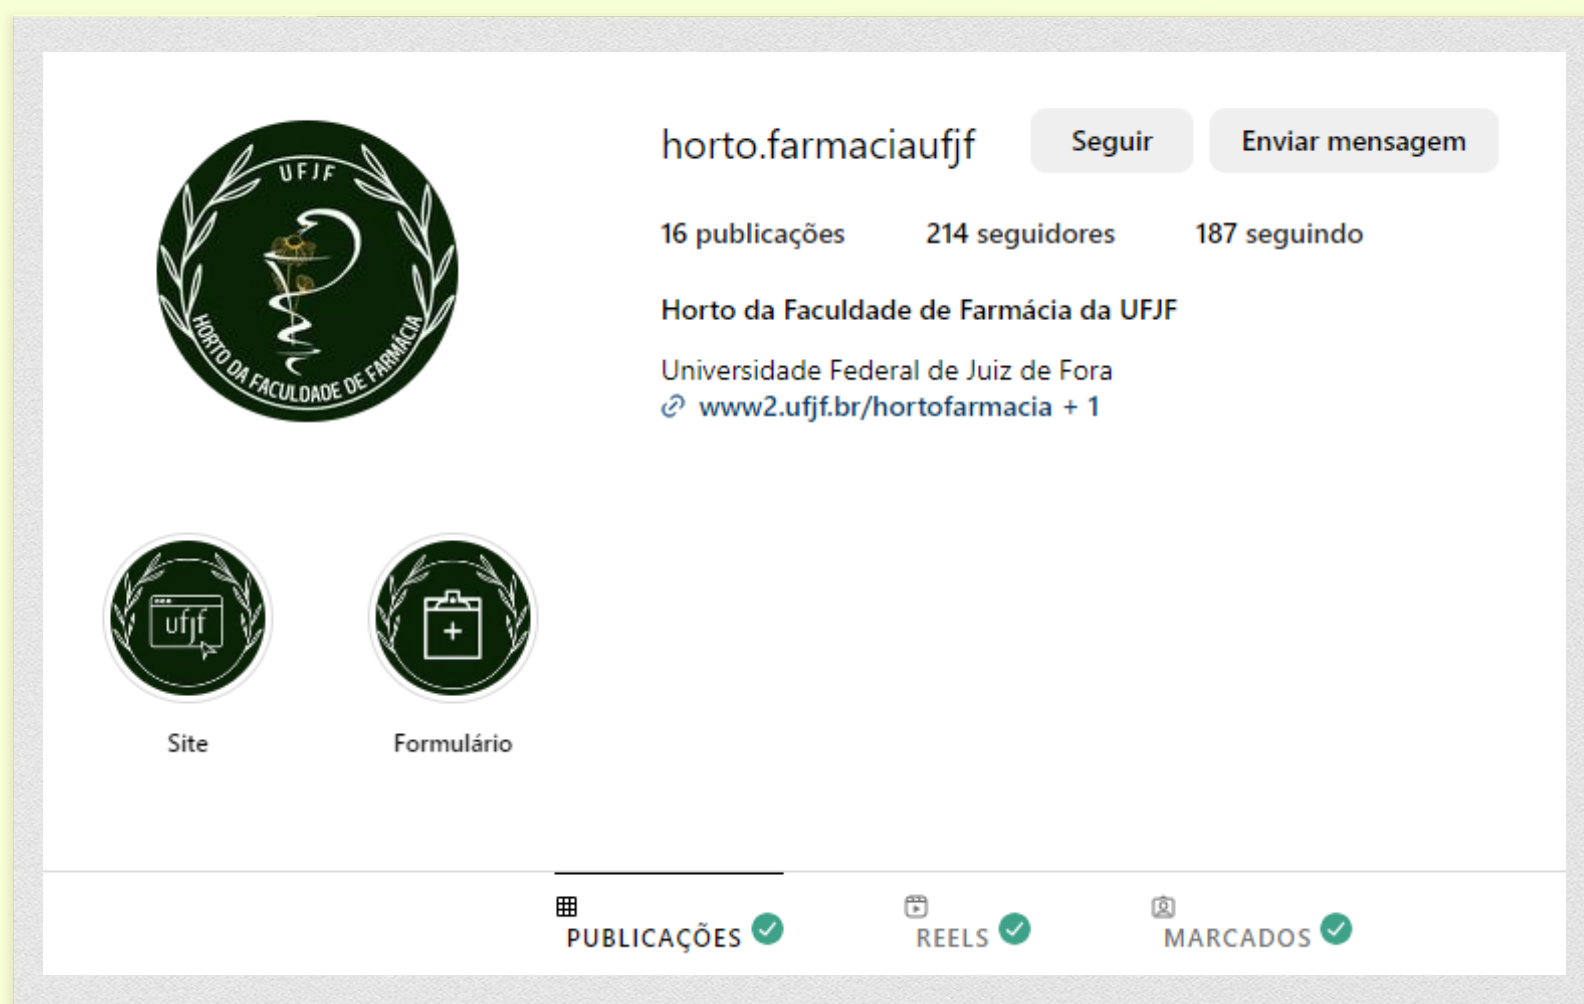 UFJF
HORTO DA FACULDADE DE FARMÁCIA
horto.farmaciaufjf
Seguir
Enviar mensagem
16 publicações
214 seguidores
187 seguindo
Horto da Faculdade de Farmácia da UFJF
Universidade Federal de Juiz de Fora
www2.ufjf.br/hortofarmacia + 1
ufjf
Site
Formulário
PUBLICAÇÕES
REELS
MARCADOS